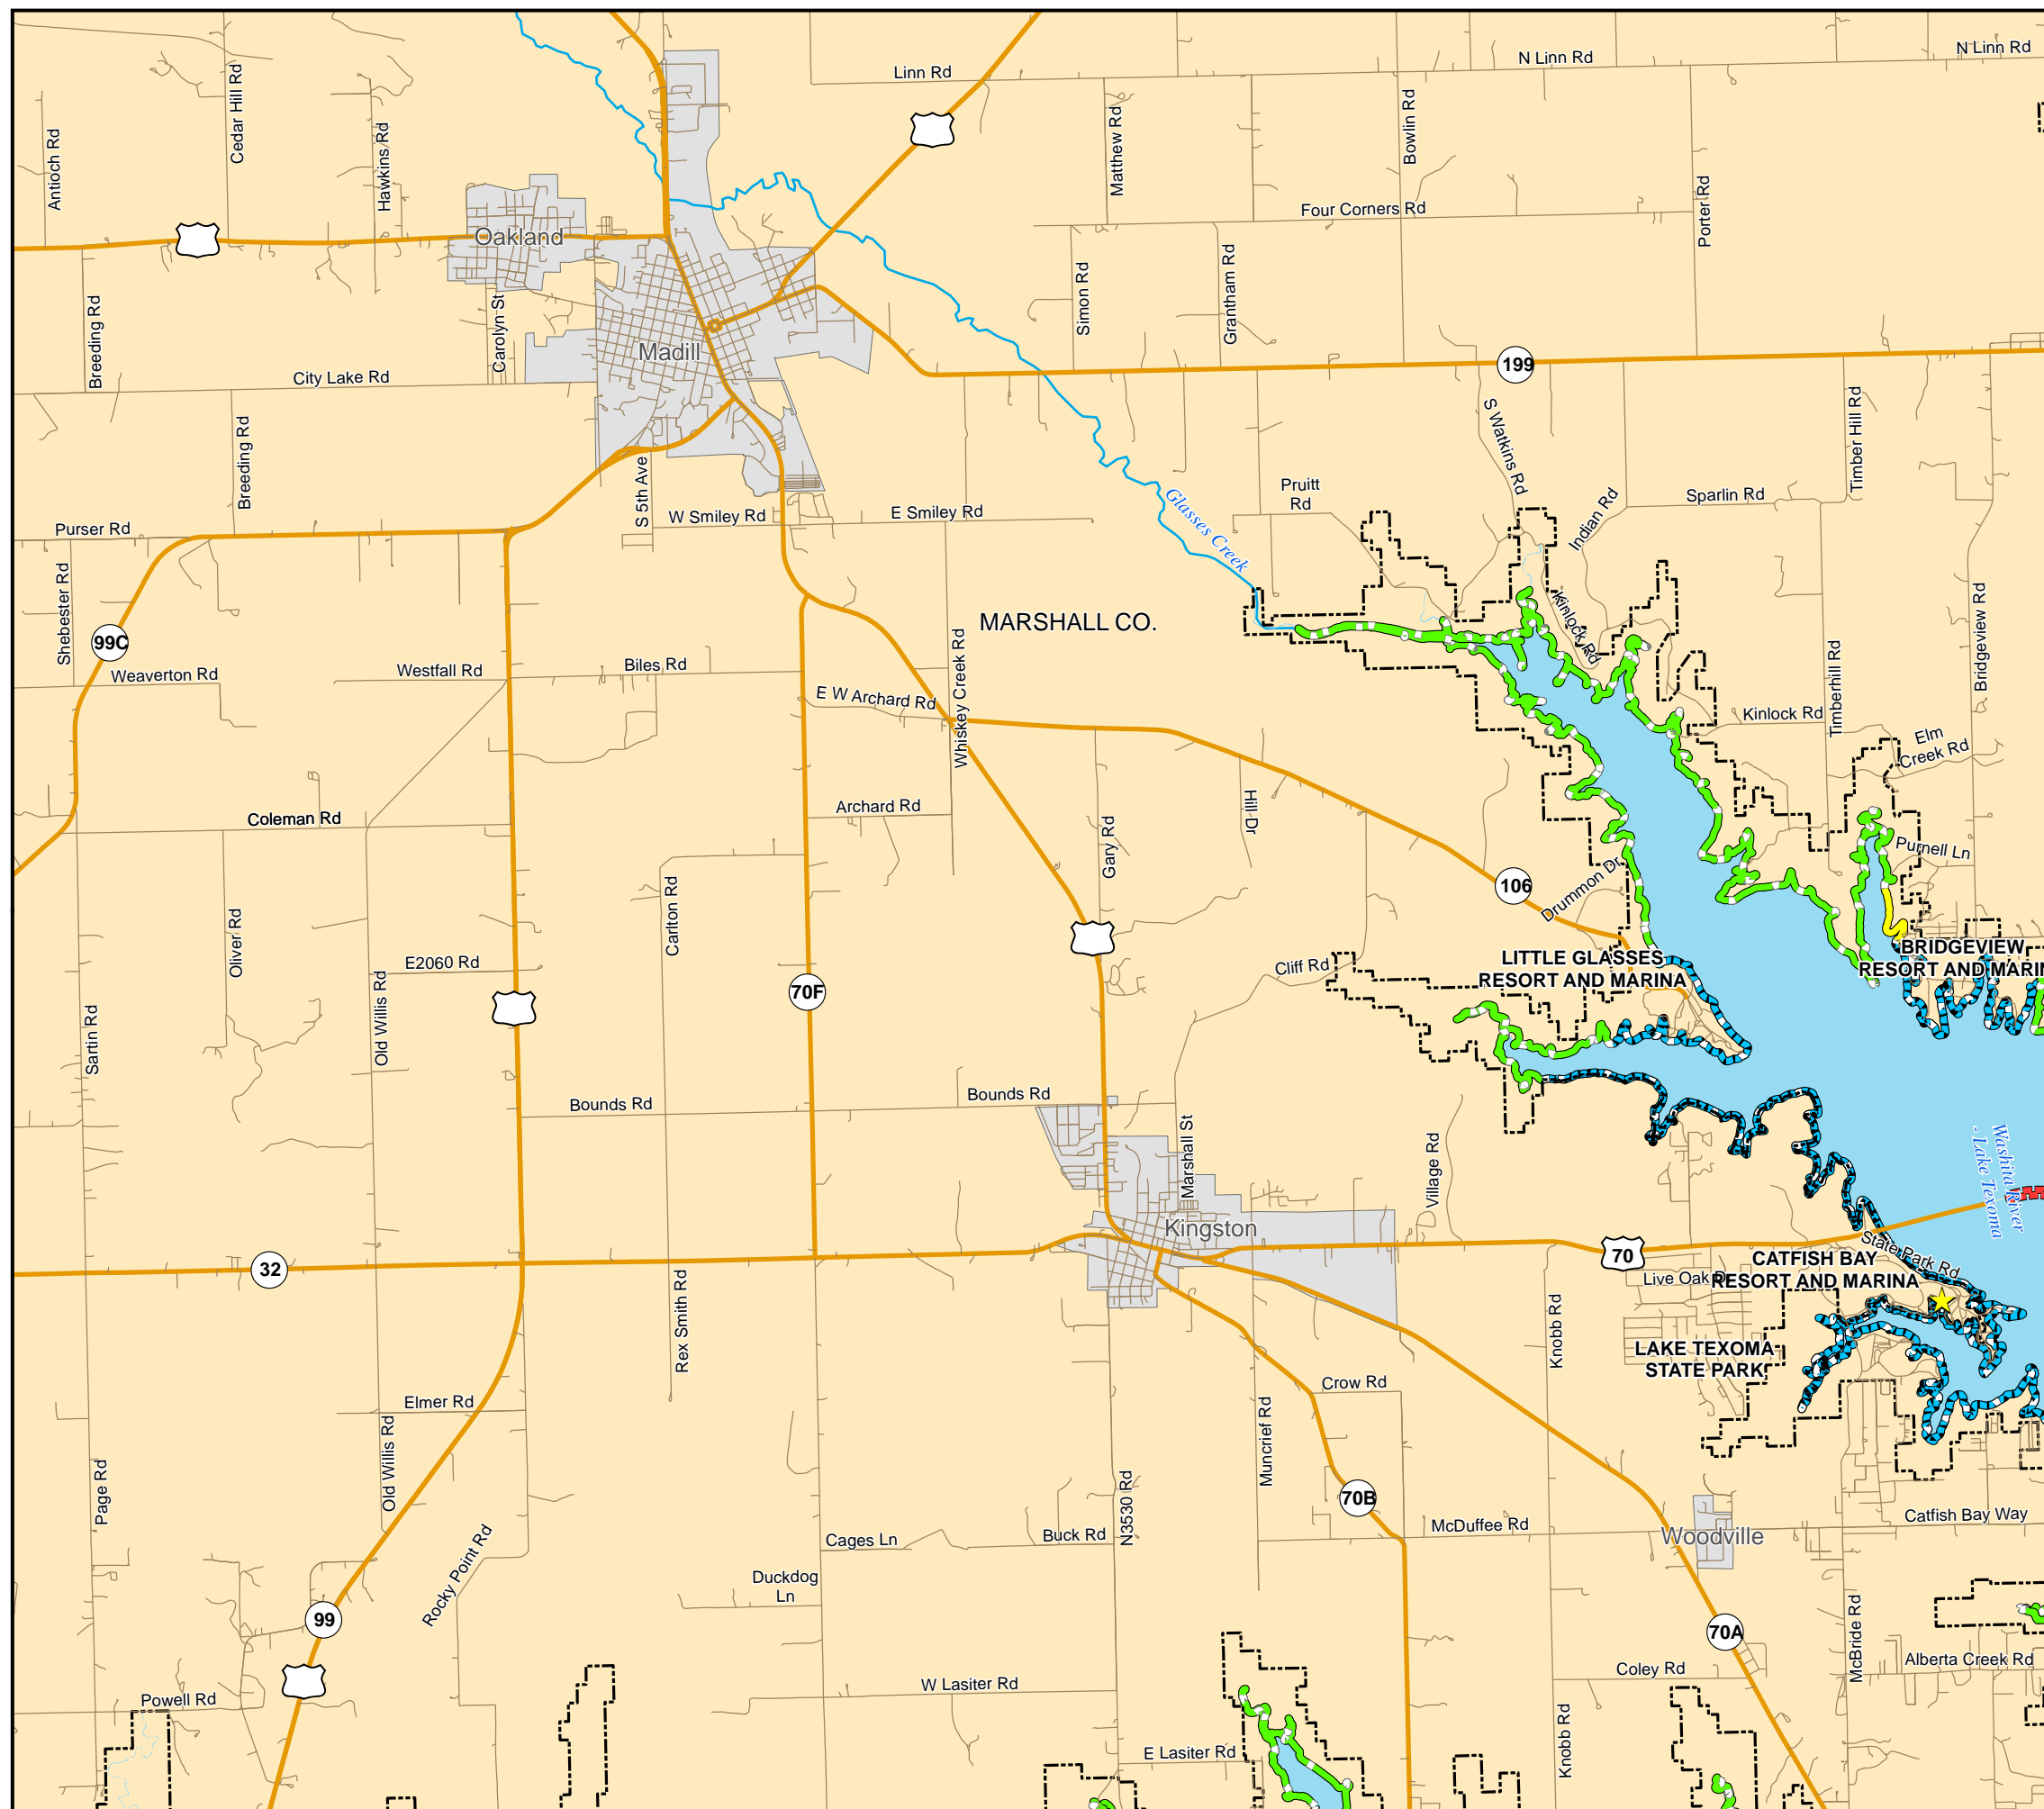 N Linn Rd
N Linn Rd
Linn Rd
Cedar Hill Rd
Antioch Rd
Hawkins Rd
Matthew Rd
Bowlin Rd
Porter Rd
Four Corners Rd
Oakland
Simon Rd
Grantham Rd
Breeding Rd
Carolyn St
Madill
City Lake Rd
199
Timber Hill Rd
S Watkins Rd
Breeding Rd
S 5th Ave
Pruitt
Rd
Sparlin Rd
Indian Rd
Purser Rd
W Smiley Rd
E Smiley Rd
Glasses Creek
Shebester Rd
99C
MARSHALL CO.
Kinlock Rd
Bridgeview Rd
Weaverton Rd
Westfall Rd
Biles Rd
E W Archard Rd
Whiskey Creek Rd
Kinlock Rd
Timberhill Rd
Elm
Creek Rd
Coleman Rd
Archard Rd
Hill Dr
Gary Rd
Purnell Ln
106
Drummon Dr
Oliver Rd
Carlton Rd
E2060 Rd
Old Willis Rd
70F
Cliff Rd
LITTLE GLASSES
RESORT AND MARINA
BRIDGEVIEW
RESORT AND MARIN
Sartin Rd
Bounds Rd
Bounds Rd
Marshall St
Village Rd
Washita River
- Lake Texoma
Kingston
32
70
State Park Rd
CATFISH BAY
RESORT AND MARINA
Live Oak D
Rex Smith Rd
Knobb Rd
LAKE TEXOMA
STATE PARK
Elmer Rd
Crow Rd
Old Willis Rd
Muncrief Rd
Page Rd
N3530 Rd
70B
McDuffee Rd
Catfish Bay Way
Woodville
Cages Ln
Buck Rd
Rocky Point Rd
Duckdog
Ln
99
70A
McBride Rd
Coley Rd
Alberta Creek Rd
Powell Rd
W Lasiter Rd
Knobb Rd
E Lasiter Rd